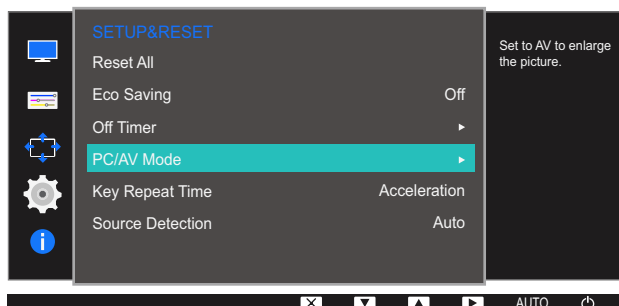 SETUP&RESET
Reset All
Eco Saving Off
Off Timer
PC/AV Mode
Key Repeat Time Acceleration
Source Detection Auto
Set to AV to enlarge
the picture.
AUTO